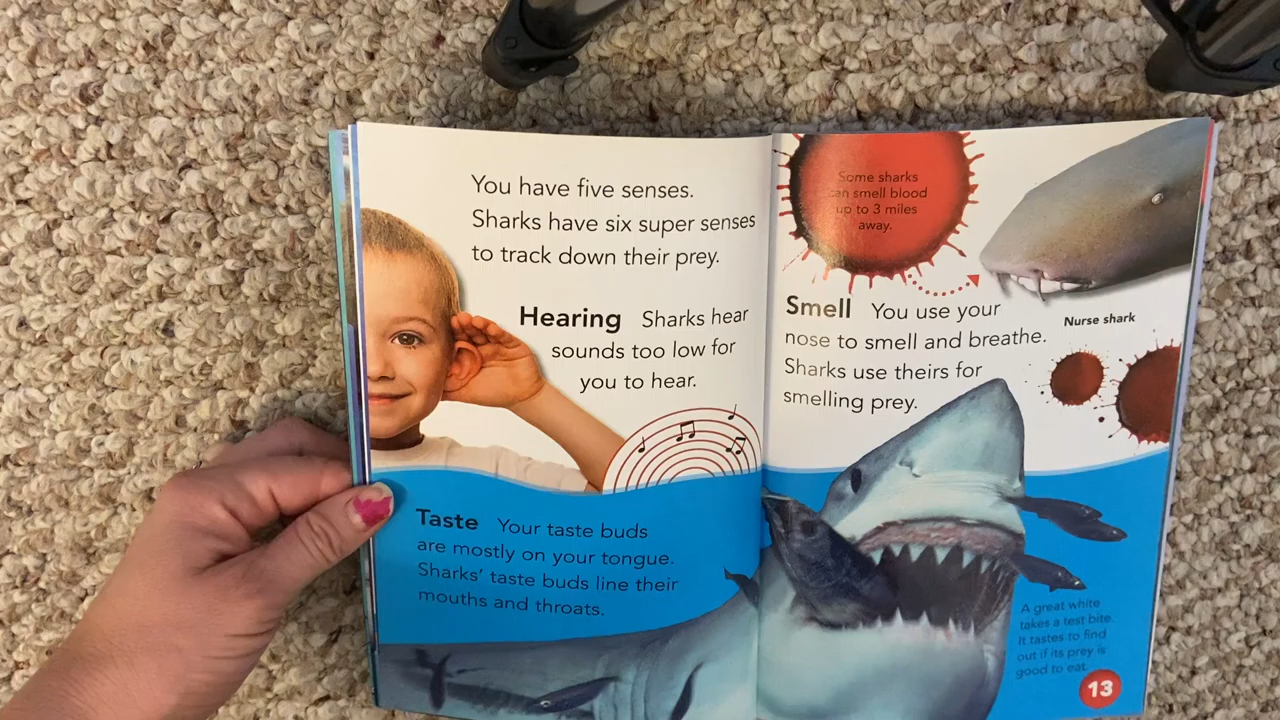 You have five senses.
Sharks have six super senses
to track down their prey.
Hearing Sharks hear
sounds too low for
you to hear.
Taste Your taste buds
are mostly on your tongue.
Sharks' taste buds line their
mouths and throats.
Some sharks
can smell blood
up to 3 miles
away.
Smell You use your
nose to smell and breathe.
Sharks use theirs for
smelling prey.
Nurse shark
A great white
takes a test bite.
It tastes to find
out if its prey is
good to eat.
13